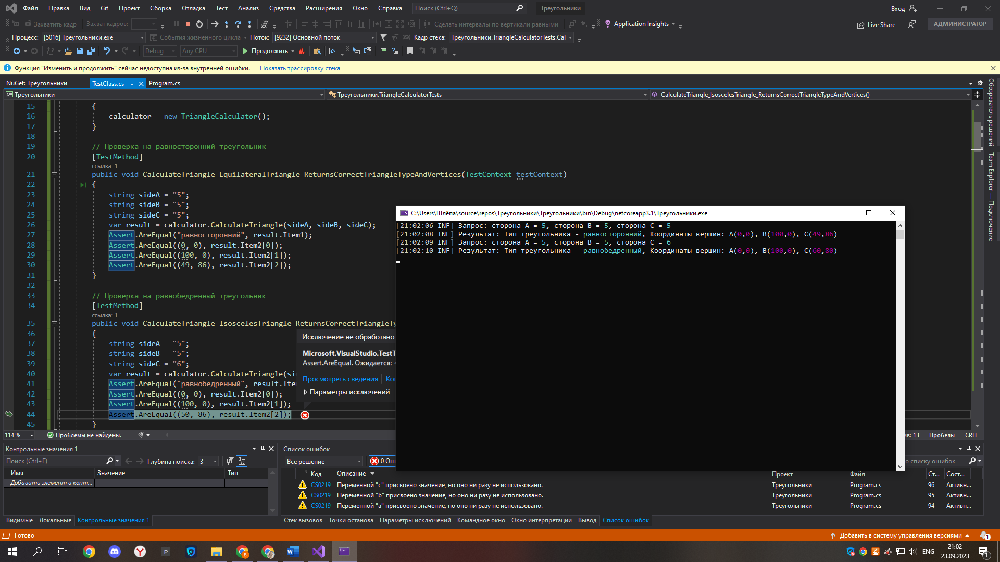 Файл Правка Вид Git Проект Сборка Отладка Тест Анализ Средства Расширения Окно Справка Поиск (Ctrl+Q) Треугольники Вход
Захватить кадр Захват кадров: Сделать интервалы по вертикали равными Application Insights Live Share АДМИНИСТРАТОР
Процесс: [5016] Треугольники.exe События жизненного цикла Поток: [9232] Основной поток Кадр стека: Треугольники.TriangleCalculatorTests.Cal
Debug Any CPU Продолжить
Функция "Изменить и продолжить" сейчас недоступна из-за внутренней ошибки. Показать трассировку стека
NuGet: Треугольники TestClass.cs Program.cs
Треугольники Треугольники.TriangleCalculatorTests CalculateTriangle_IsoscelesTriangle_ReturnsCorrectTriangleTypeAndVertices()
15 {
16 calculator = new TriangleCalculator();
17 }
18
19 // Проверка на равносторонний треугольник
20 [TestMethod]
ссылка: 1
21 public void CalculateTriangle_EquilateralTriangle_ReturnsCorrectTriangleTypeAndVertices(TestContext testContext)
22 {
23 string sideA = "5";
24 string sideB = "5";
25 string sideC = "5";
26 var result = calculator.CalculateTriangle(sideA, sideB, sideC);
27 Assert.AreEqual("равносторонний", result.Item1);
28 Assert.AreEqual((0, 0), result.Item2[0]);
29 Assert.AreEqual((100, 0), result.Item2[1]);
30 Assert.AreEqual((49, 86), result.Item2[2]);
31 }
32
33 // Проверка на равнобедренный треугольник
34 [TestMethod]
ссылка: 1
35 public void CalculateTriangle_IsoscelesTriangle_ReturnsCorrectTriangleTy
36 {
37 string sideA = "5";
38 string sideB = "5";
39 string sideC = "6";
40 var result = calculator.CalculateTriangle(si
41 Assert.AreEqual("равнобедренный", result.Ite
42 Assert.AreEqual((0, 0), result.Item2[0]);
43 Assert.AreEqual((100, 0), result.Item2[1]);
44 Assert.AreEqual((50, 86), result.Item2[2]);
45 }
Исключение не обработано
Microsoft.VisualStudio.TestT
Assert.AreEqual. Ожидается:
Просмотреть сведения Ко
Параметры исключений
C:\Users\Шлёпа\source\repos\Треугольники\Треугольники\bin\Debug\netcoreapp3.1\Треугольники.exe
[21:02:06 INF] Запрос: сторона A = 5, сторона B = 5, сторона C = 5
[21:02:08 INF] Результат: Тип треугольника - равносторонний, Координаты вершин: A(0,0), B(100,0), C(49,86)
[21:02:09 INF] Запрос: сторона A = 5, сторона B = 5, сторона C = 6
[21:02:10 INF] Результат: Тип треугольника - равнобедренный, Координаты вершин: A(0,0), B(100,0), C(60,80)
Обозреватель решений
Team Explorer — Подключение
114 % Проблемы не найдены. 13 Пробелы CRLF
Контрольные значения 1
Поиск (Ctrl+E) Глубина поиска: 3
Имя Значение Тип
Добавить элемент в конт...
Список ошибок
Все решение 0 Ош о списку ошибок
Код Описание Проект Файл Ст... Сост...
CS0219 Переменной "c" присвоено значение, но оно ни разу не использовано. Треугольники Program.cs 96 Активн...
CS0219 Переменной "b" присвоено значение, но оно ни разу не использовано. Треугольники Program.cs 95 Активн...
CS0219 Переменной "a" присвоено значение, но оно ни разу не использовано. Треугольники Program.cs 94 Активн...
Видимые Локальные Контрольные значения 1 Стек вызовов Точки останова Параметры исключений Командное окно Окно интерпретации Вывод Список ошибок
Готово Добавить в систему управления версиями 1
ENG 21:02
23.09.2023 1